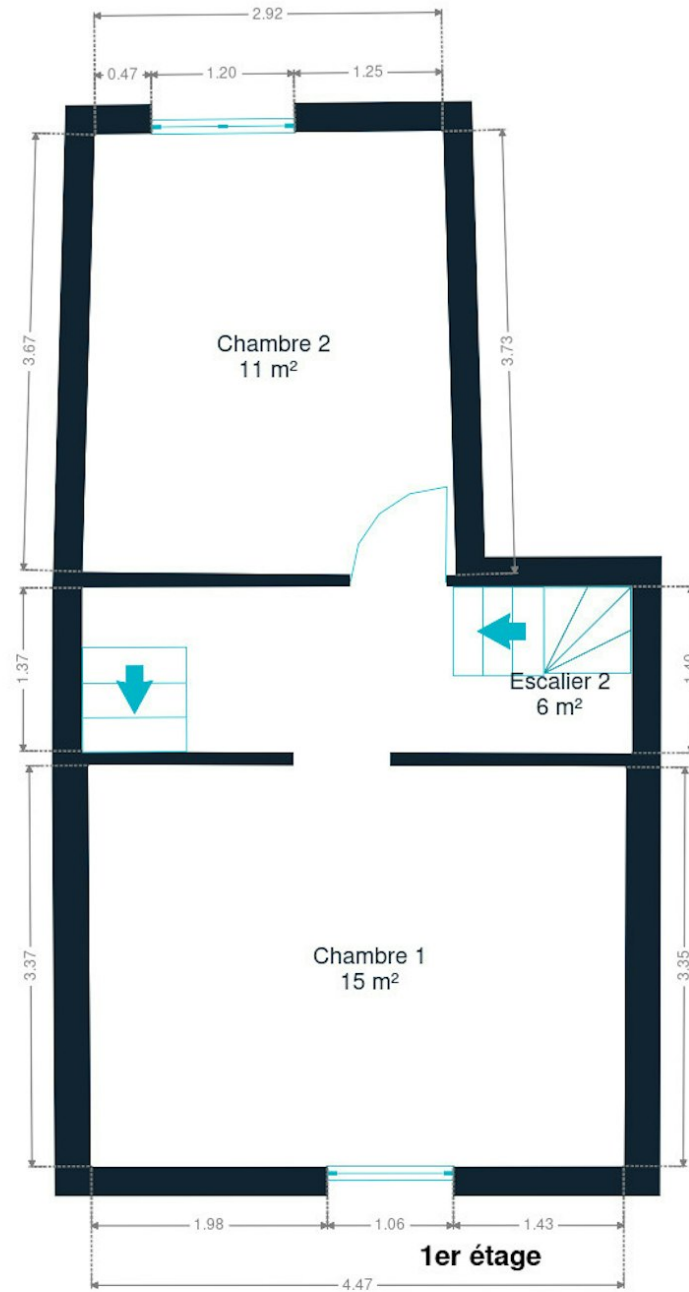 2.92
0.47
1.20
1.25
3.67
3.73
Chambre 2
11 m²
1.37
Escalier 2
6 m²
3.37
3.35
Chambre 1
15 m²
1.98
1.06
1.43
1er étage
4.47